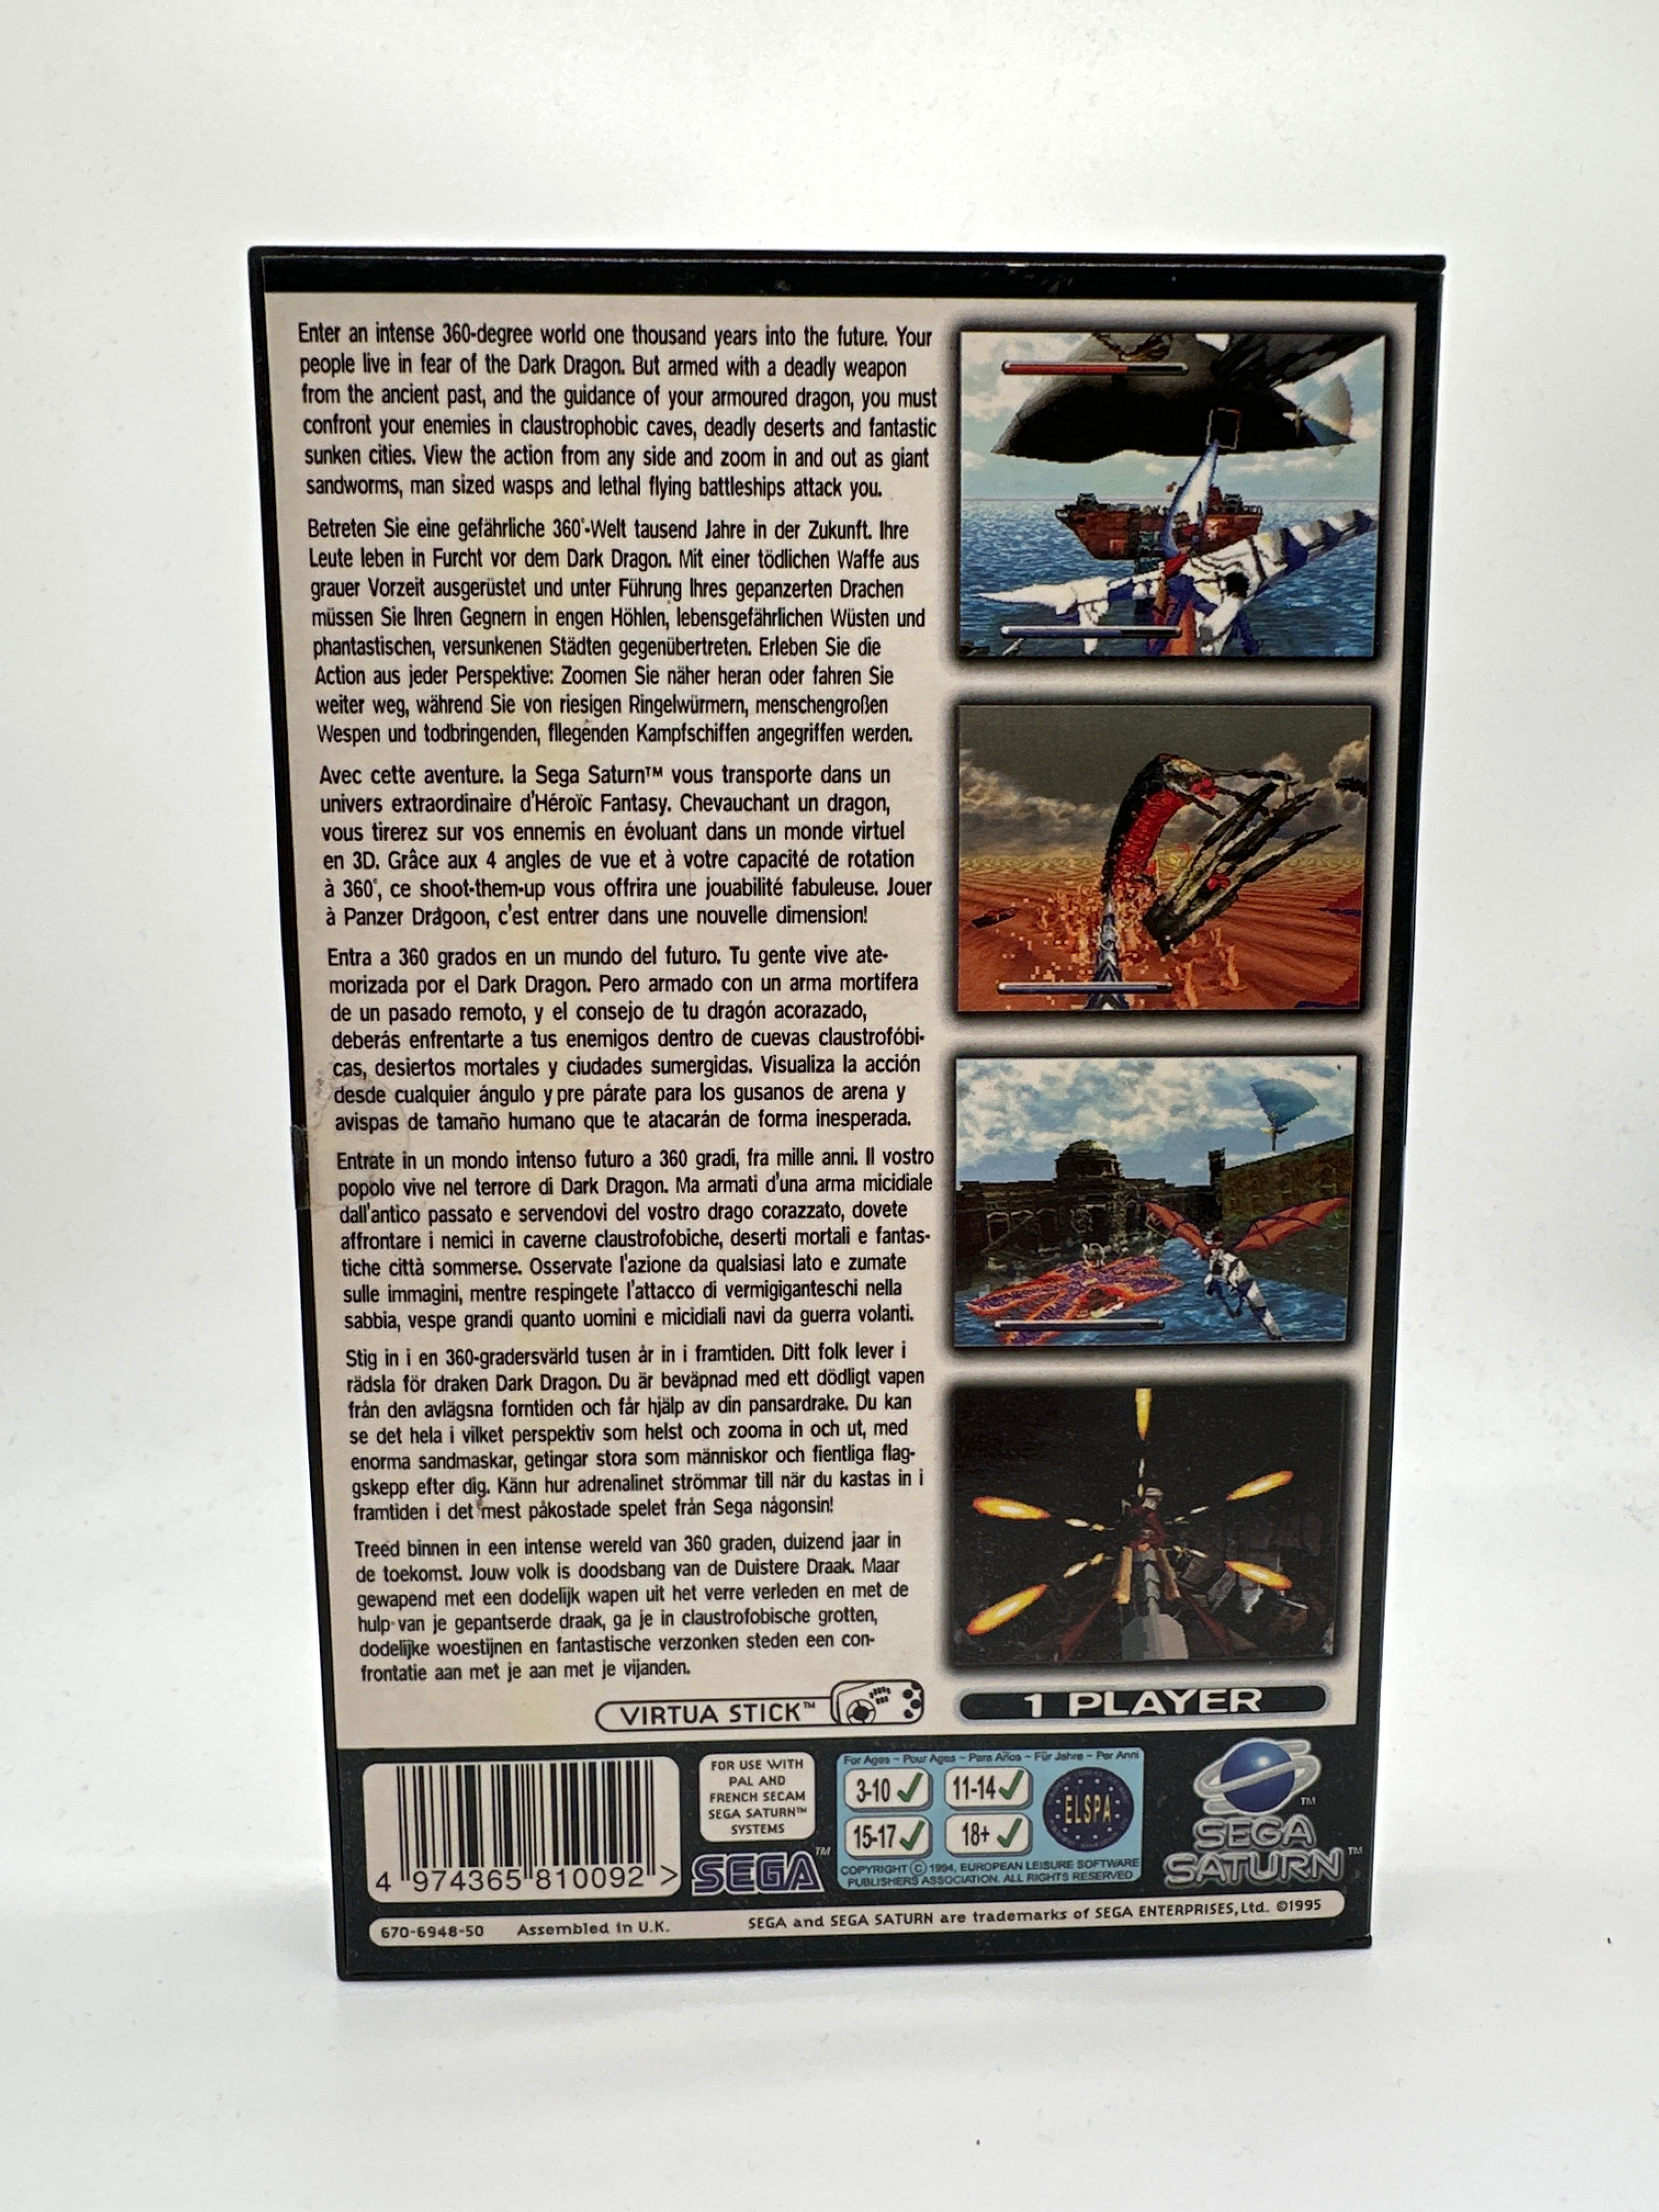 Enter an intense 360-degree world one thousand years into the future. Your
people live in fear of the Dark Dragon. But armed with a deadly weapon
from the ancient past, and the guidance of your armoured dragon, you must
confront your enemies in claustrophobic caves, deadly deserts and fantastic
sunken cities. View the action from any side and zoom in and out as giant
sandworms, man sized wasps and lethal flying battleships attack you.
Betreten Sie eine gefährliche 360°-Welt tausend Jahre in der Zukunft. Ihre
Leute leben in Furcht vor dem Dark Dragon. Mit einer tödlichen Waffe aus
grauer Vorzeit ausgerüstet und unter Führung Ihres gepanzerten Drachen
müssen Sie Ihren Gegnern in engen Höhlen, lebensgefährlichen Wüsten und
phantastischen, versunkenen Städten gegenübertreten. Erleben Sie die
Action aus jeder Perspektive: Zoomen Sie näher heran oder fahren Sie
weiter weg, während Sie von riesigen Ringelwürmern, menschengroßen
Wespen und todbringenden, fllegenden Kampfschiffen angegriffen werden.
Avec cette aventure. la Sega Saturn™ vous transporte dans un
univers extraordinaire d'Héroïc Fantasy. Chevauchant un dragon,
vous tirerez sur vos ennemis en évoluant dans un monde virtuel
en 3D. Grâce aux 4 angles de vue et à votre capacité de rotation
à 360°, ce shoot-them-up vous offrira une jouabilité fabuleuse. Jouer
à Panzer Dragoon, c'est entrer dans une nouvelle dimension!
Entra a 360 grados en un mundo del futuro. Tu gente vive ate-
morizada por el Dark Dragon. Pero armado con un arma mortífera
de un pasado remoto, y el consejo de tu dragón acorazado,
deberás enfrentarte a tus enemigos dentro de cuevas claustrofóbi-
cas, desiertos mortales y ciudades sumergidas. Visualiza la acción
desde cualquier ángulo y pre párate para los gusanos de arena y
avispas de tamaño humano que te atacarán de forma inesperada.
Entrate in un mondo intenso futuro a 360 gradi, fra mille anni. Il vostro
popolo vive nel terrore di Dark Dragon. Ma armati d'una arma micidiale
dall'antico passato e servendovi del vostro drago corazzato, dovete
affrontare i nemici in caverne claustrofobiche, deserti mortali e fantas-
tiche città sommerse. Osservate l'azione da qualsiasi lato e zumate
sulle immagini, mentre respingete l'attacco di vermigiganteschi nella
sabbia, vespe grandi quanto uomini e micidiali navi da guerra volanti.
Stig in i en 360-gradersvärld tusen år in i framtiden. Ditt folk lever i
rädsla för draken Dark Dragon. Du är beväpnad med ett dödligt vapen
från den avlägsna forntiden och får hjälp av din pansardrake. Du kan
se det hela i vilket perspektiv som helst och zooma in och ut, med
enorma sandmaskar, getingar stora som människor och fientliga flag-
gskepp efter dig. Känn hur adrenalinet strömmar till när du kastas in i
framtiden i det mest påkostade spelet från Sega någonsin!
Treed binnen in een intense wereld van 360 graden, duizend jaar in
de toekomst. Jouw volk is doodsbang van de Duistere Draak. Maar
gewapend met een dodelijk wapen uit het verre verleden en met de
hulp van je gepantserde draak, ga je in claustrofobische grotten,
dodelijke woestijnen en fantastische verzonken steden een con-
frontatie aan met je aan met je vijanden.
VIRTUA STICK™
1 PLAYER
4 974365 810092 >
FOR USE WITH
PAL AND
FRENCH SECAM
SEGA SATURN™
SYSTEMS
SEGA™
For Ages ~ Pour Ages ~ Para Años ~ Für Jahre ~ Per Anni
3-10 11-14
15-17 18+
ELSPA
COPYRIGHT © 1994, EUROPEAN LEISURE SOFTWARE
PUBLISHERS ASSOCIATION. ALL RIGHTS RESERVED
TM
SEGA
SATURN™
670-6948-50 Assembled in U.K. SEGA and SEGA SATURN are trademarks of SEGA ENTERPRISES, Ltd. ©1995